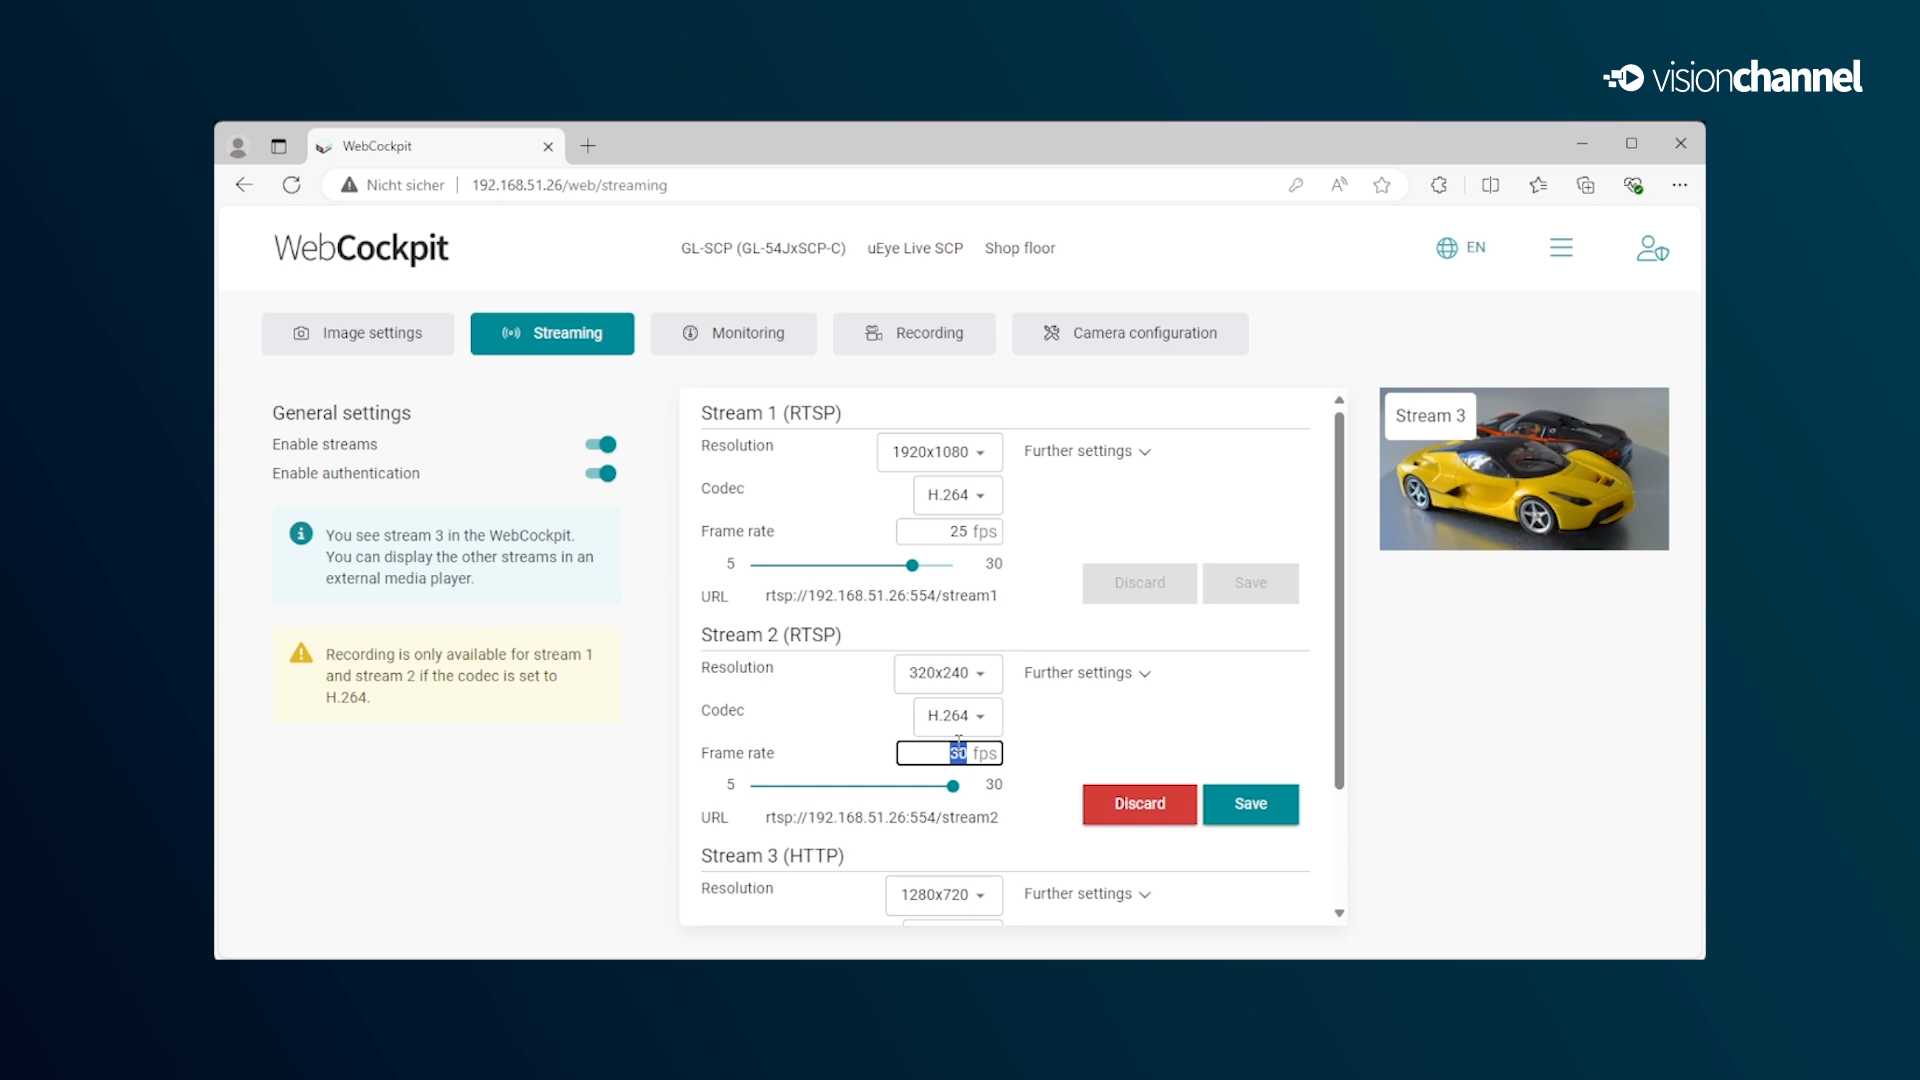 visionchannel
WebCockpit
Nicht sicher
192.168.51.26/web/streaming
WebCockpit
GL-SCP (GL-54JxSCP-C)
uEye Live SCP
Shop floor
EN
Image settings
Streaming
Monitoring
Recording
Camera configuration
General settings
Enable streams
Enable authentication
You see stream 3 in the WebCockpit.
You can display the other streams in an
external media player.
Recording is only available for stream 1
and stream 2 if the codec is set to
H.264.
Stream 1 (RTSP)
Resolution
1920x1080
Further settings
Codec
H.264
Frame rate
25 fps
5
30
URL
rtsp://192.168.51.26:554/stream1
Discard
Save
Stream 2 (RTSP)
Resolution
320x240
Further settings
Codec
H.264
Frame rate
30 fps
5
30
URL
rtsp://192.168.51.26:554/stream2
Discard
Save
Stream 3 (HTTP)
Resolution
1280x720
Further settings
Stream 3